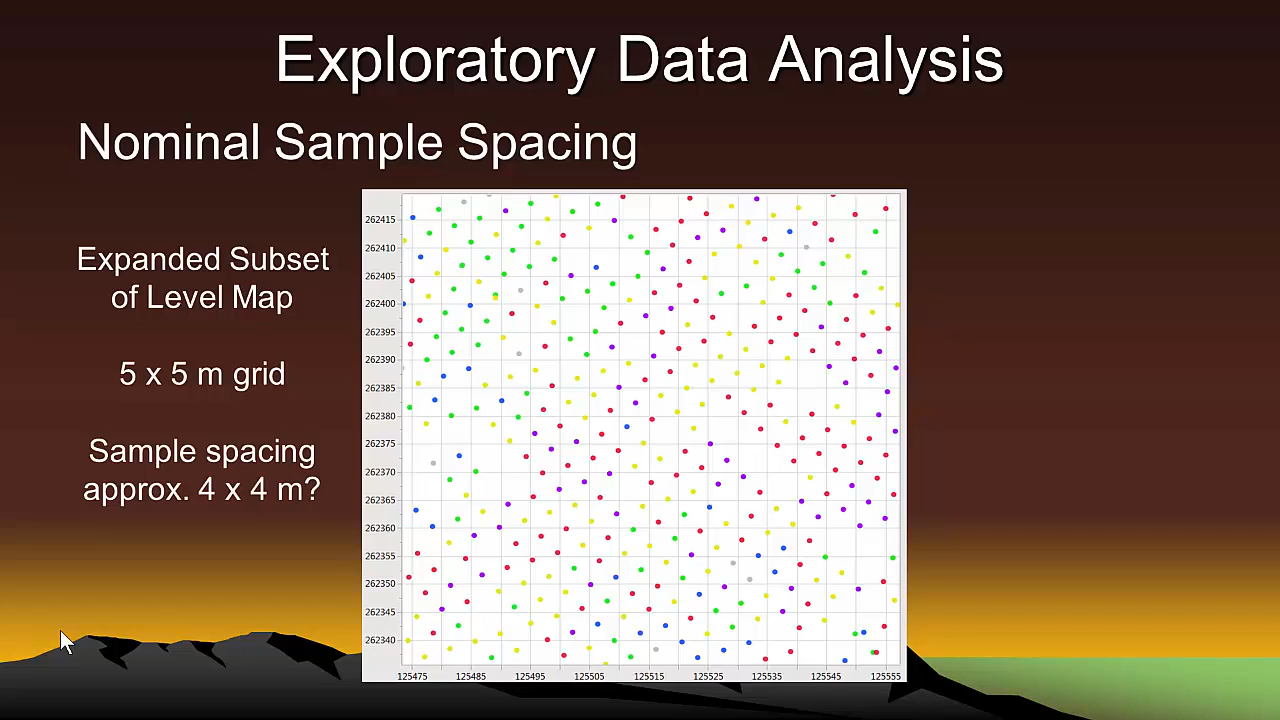 Exploratory Data Analysis
Nominal Sample Spacing
Expanded Subset
of Level Map
5 x 5 m grid
Sample spacing
approx. 4 x 4 m?
262415
262410
262405
262400
262395
262390
262385
262380
262375
262370
262365
262360
262355
262350
262345
262340
125475 125485 125495 125505 125515 125525 125535 125545 125555